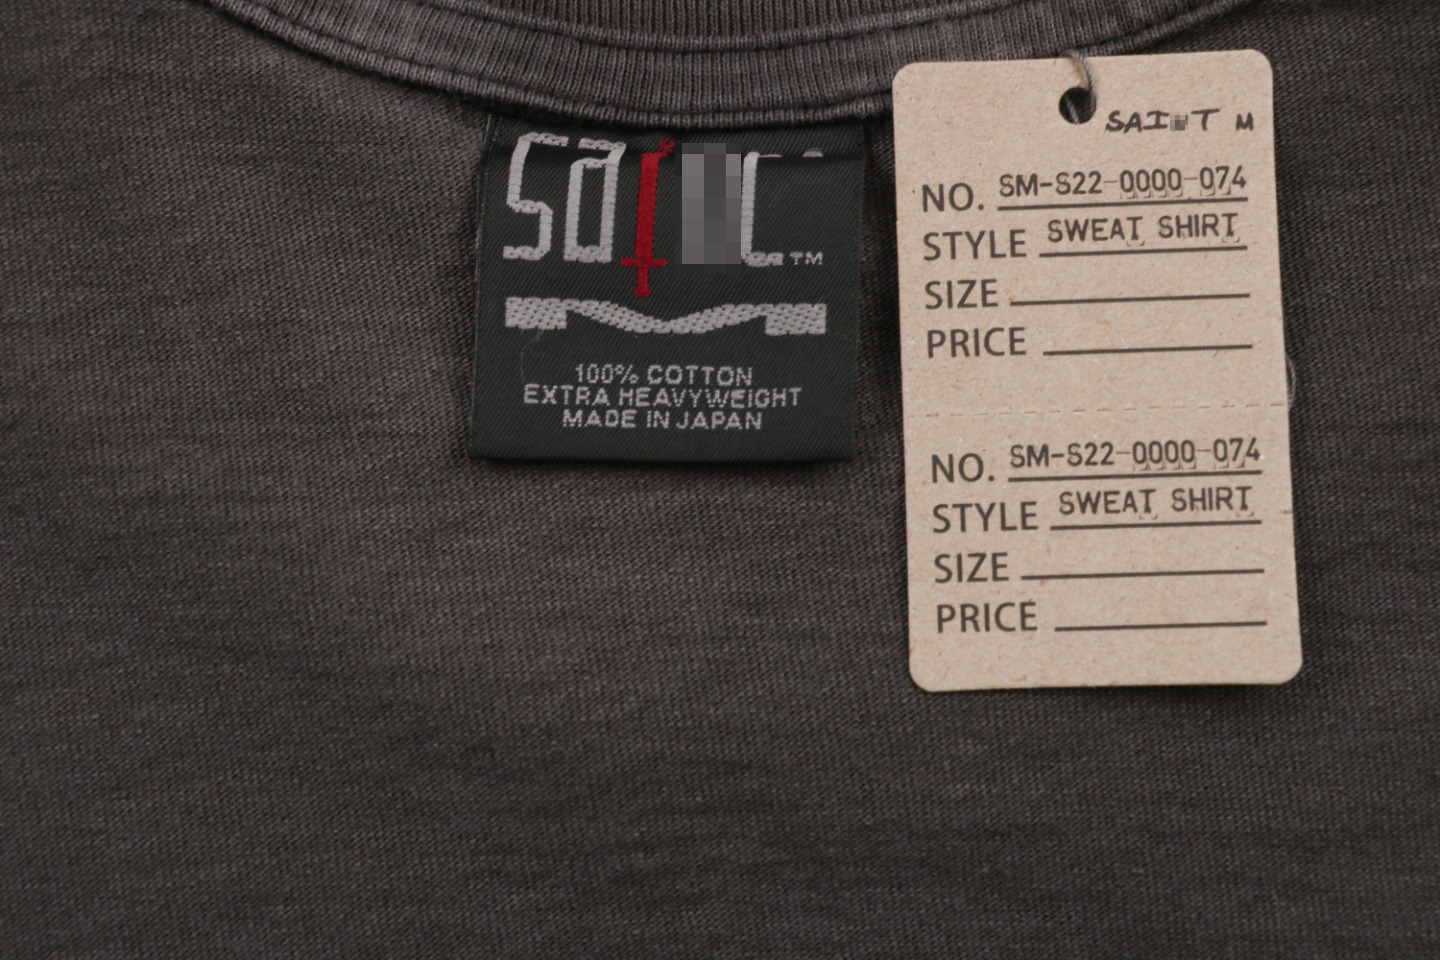 100% COTTON
EXTRA HEAVYWEIGHT
MADE IN JAPAN
M
NO. SM-S22-0000-074
STYLE SWEAT SHIRT
SIZE
PRICE
NO. SM-S22-0000-074
STYLE SWEAT SHIRT
SIZE
PRICE